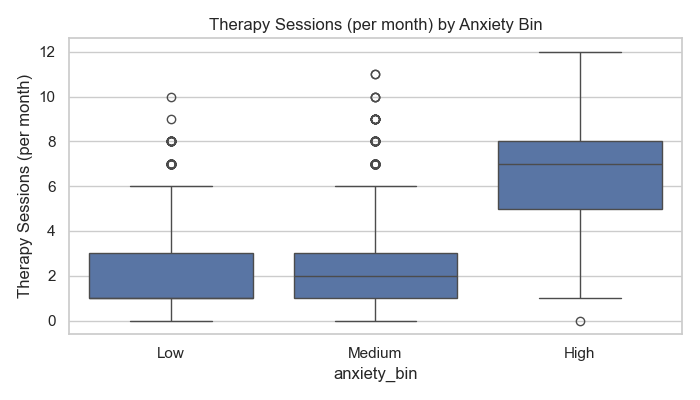 Therapy Sessions (per month) by Anxiety Bin
Therapy Sessions (per month)
12
10
8
6
4
2
0
Low Medium High
anxiety_bin